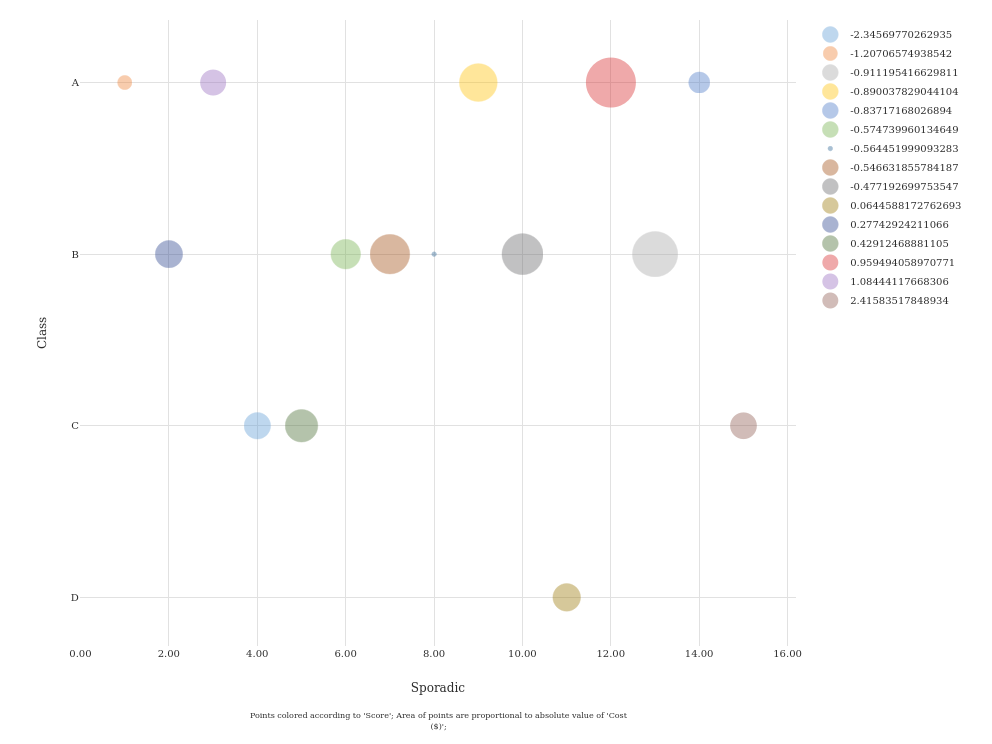 -2.34569770262935
-1.20706574938542
-0.911195416629811
-0.890037829044104
-0.83717168026894
-0.574739960134649
-0.564451999093283
-0.546631855784187
-0.477192699753547
0.0644588172762693
0.27742924211066
0.42912468881105
0.959494058970771
1.08444117668306
2.41583517848934
A
B
C
D
Class
0.00 2.00 4.00 6.00 8.00 10.00 12.00 14.00 16.00
Sporadic
Points colored according to 'Score'; Area of points are proportional to absolute value of 'Cost
($)';